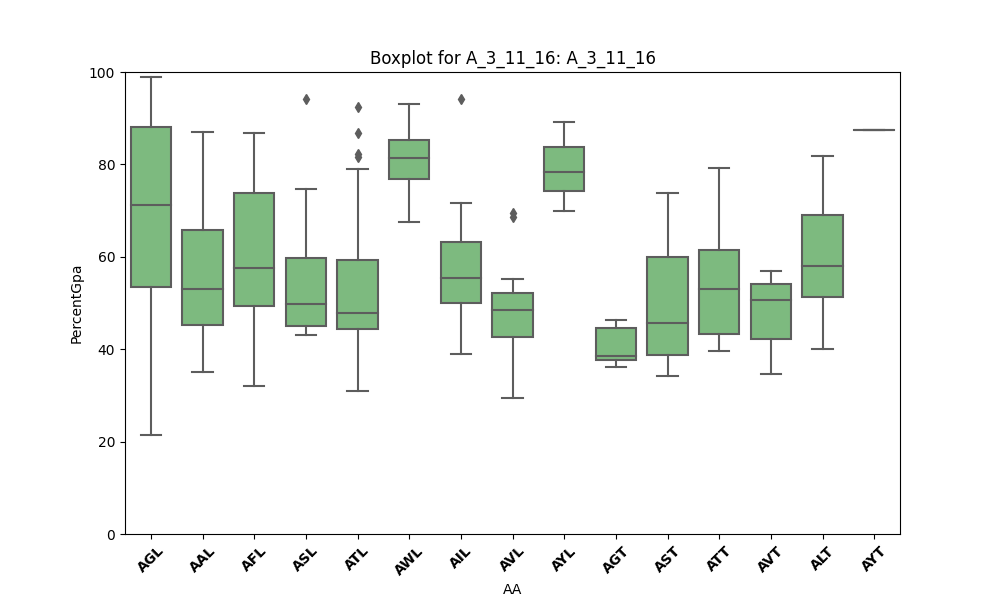 Boxplot for A_3_11_16: A_3_11_16
PercentGpa
100
80
60
40
20
0
AGL AAL AFL ASL ATL AWL AIL AVL AYL AGT AST ATT AVT ALT AYT
AA